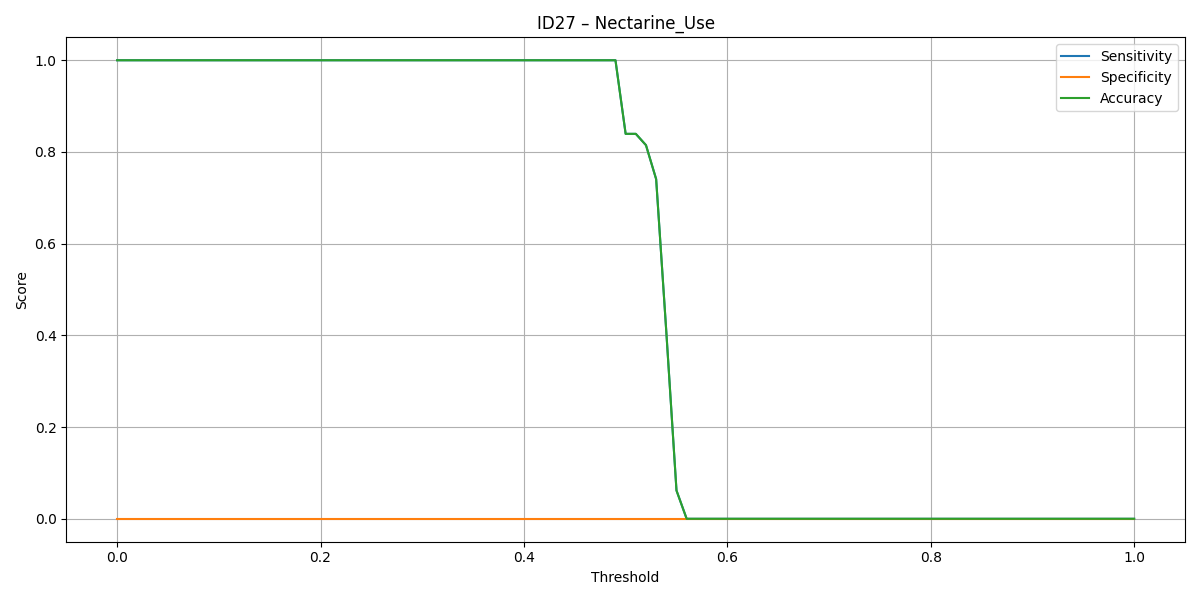 ID27 – Nectarine_Use
Sensitivity
Specificity
Accuracy
1.0
0.8
0.6
0.4
0.2
0.0
Score
0.0 0.2 0.4 0.6 0.8 1.0
Threshold